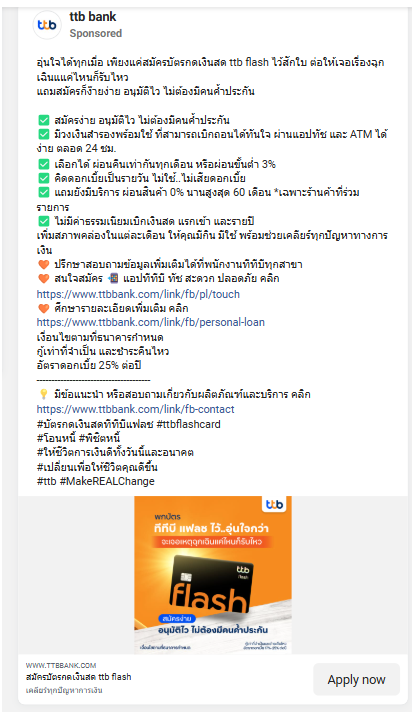 ttb bank
Sponsored
อุ่นใจได้ทุกเมื่อ เพียงแค่สมัครบัตรกดเงินสด ttb flash ไว้สักใบ ต่อให้เจอเรื่องฉุก
เฉินแค่ไหนก็รับไหว
แถมสมัครก็ง๊ายง่าย อนุมัติไว ไม่ต้องมีคนค้ำประกัน
✅ สมัครง่าย อนุมัติไว ไม่ต้องมีคนค้ำประกัน
✅ มีวงเงินสำรองพร้อมใช้ ที่สามารถเบิกถอนได้ทันใจ ผ่านแอปทัช และ ATM ได้
ง่าย ตลอด 24 ชม.
✅ เลือกได้ ผ่อนคืนเท่ากันทุกเดือน หรือผ่อนขั้นต่ำ 3%
✅ คิดดอกเบี้ยเป็นรายวัน ไม่ใช้..ไม่เสียดอกเบี้ย
✅ แถมยังมีบริการ ผ่อนสินค้า 0% นานสูงสุด 60 เดือน *เฉพาะร้านค้าที่ร่วม
รายการ
✅ ไม่มีค่าธรรมเนียมเบิกเงินสด แรกเข้า และรายปี
เพิ่มสภาพคล่องในแต่ละเดือน ให้คุณมีกิน มีใช้ พร้อมช่วยเคลียร์ทุกปัญหาทางการ
เงิน
🧡 ปรึกษาสอบถามข้อมูลเพิ่มเติมได้ที่พนักงานทีทีบีทุกสาขา
🧡 สนใจสมัคร 📲 แอปทีทีบี ทัช สะดวก ปลอดภัย คลิก
https://www.ttbbank.com/link/fb/pl/touch
🧡 ศึกษารายละเอียดเพิ่มเติม คลิก
https://www.ttbbank.com/link/fb/personal-loan
เงื่อนไขตามที่ธนาคารกำหนด
กู้เท่าที่จำเป็น และชำระคืนไหว
อัตราดอกเบี้ย 25% ต่อปี
-------------------------------------
💡 มีข้อแนะนำ หรือสอบถามเกี่ยวกับผลิตภัณฑ์และบริการ คลิก
https://www.ttbbank.com/link/fb-contact
#บัตรกดเงินสดทีทีบีแฟลช #ttbflashcard
#โอนหนี้ #พิชิตหนี้
#ให้ชีวิตการเงินดีทั้งวันนี้และอนาคต
#เปลี่ยนเพื่อให้ชีวิตคุณดีขึ้น
#ttb #MakeREALChange
ttb
พกบัตร
ทีทีบี แฟลช ไว้..อุ่นใจกว่า
จะเจอเหตุฉุกเฉินแค่ไหนก็รับไหว
ttb
flash
flash
สมัครง่าย
อนุมัติไว ไม่ต้องมีคนค้ำประกัน
เงื่อนไขตามที่ธนาคารกำหนด
WWW.TTBBANK.COM
สมัครบัตรกดเงินสด ttb flash
เคลียร์ทุกปัญหาการเงิน
Apply now